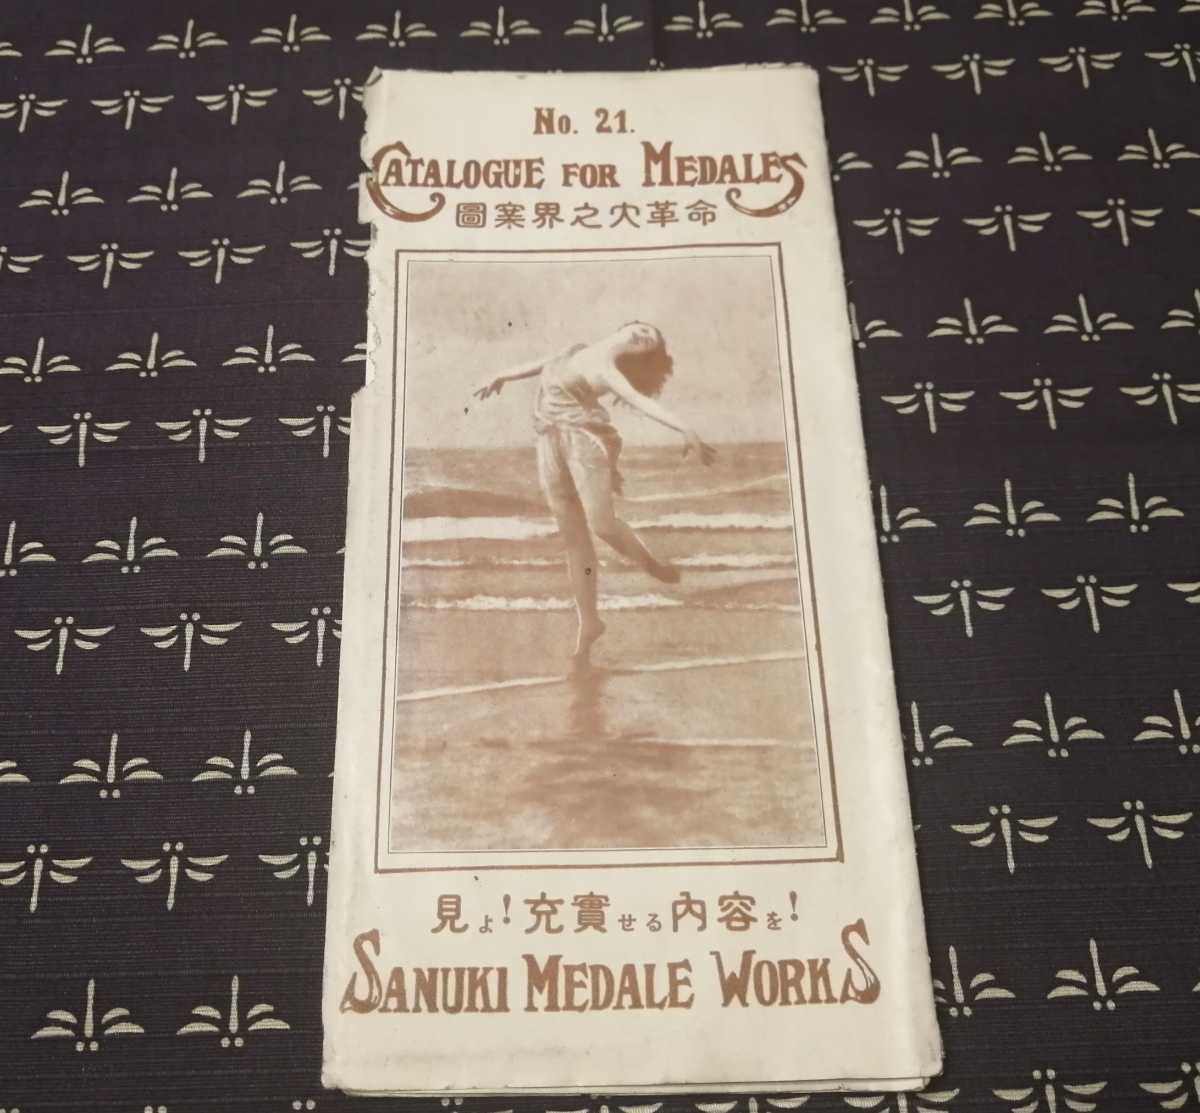 No. 21.
CATALOGUE FOR MEDALES
圖案界之大革命
見よ!充實せる內容を!
SANUKI MEDALE WORKS